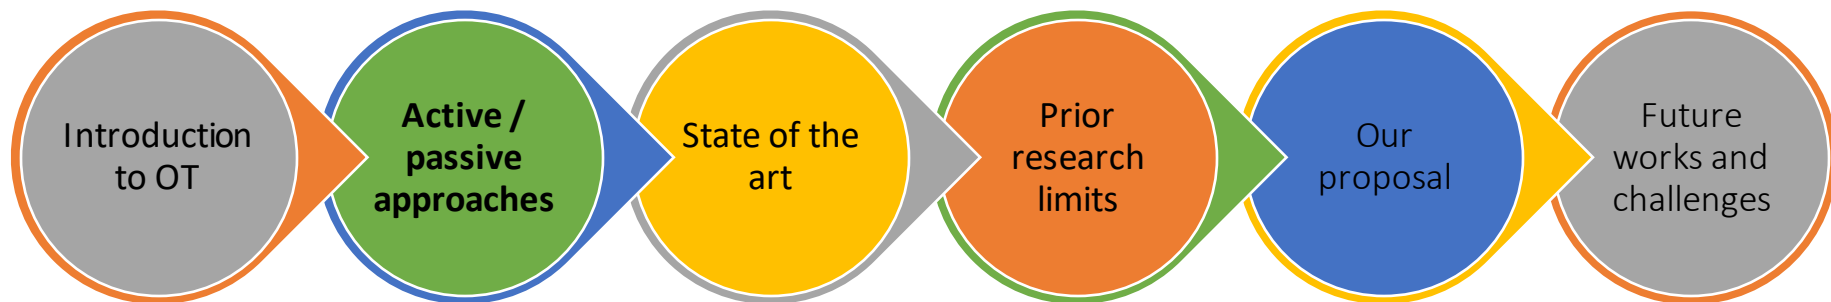 Introduction
to OT
Active /
passive
approaches
State of the
art
Prior
research
limits
Our
proposal
Future
works and
challenges